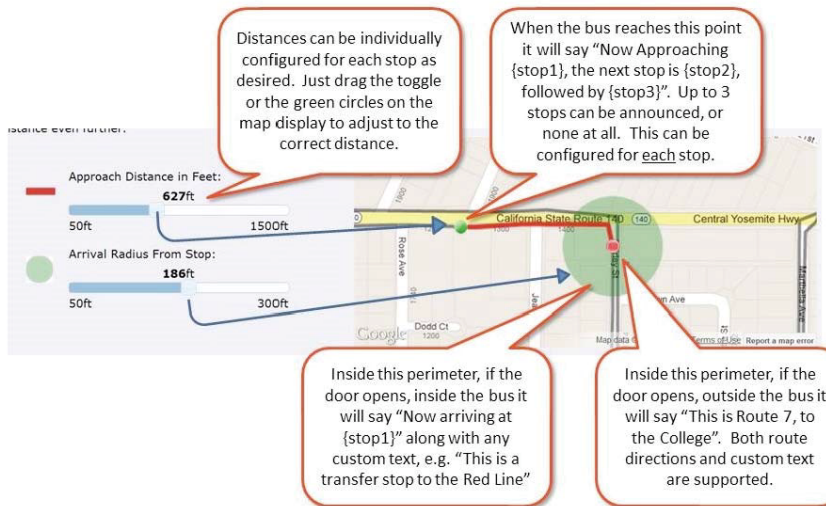 Distances can be individually
configured for each stop as
desired. Just drag the toggle
or the green circles on the
map display to adjust to the
correct distance.
When the bus reaches this point
it will say “Now Approaching
{stop1}, the next stop is {stop2},
followed by {stop3}”. Up to 3
stops can be announced, or
none at all. This can be
configured for each stop.
even further.
Approach Distance in Feet:
627ft
50ft 1500ft
Arrival Radius From Stop:
186ft
50ft 300ft
1900
1900
California State Route 140
140
Central Yosemite Hwy
1300
1400
Rose Ave
Dodd Ct
1200
Google
Map data
Terms of Use
Report a map error
Inside this perimeter, if the
door opens, inside the bus it
will say “Now arriving at
{stop1}” along with any
custom text, e.g. “This is a
transfer stop to the Red Line”
Inside this perimeter, if the
door opens, outside the bus it
will say “This is Route 7, to
the College”. Both route
directions and custom text
are supported.